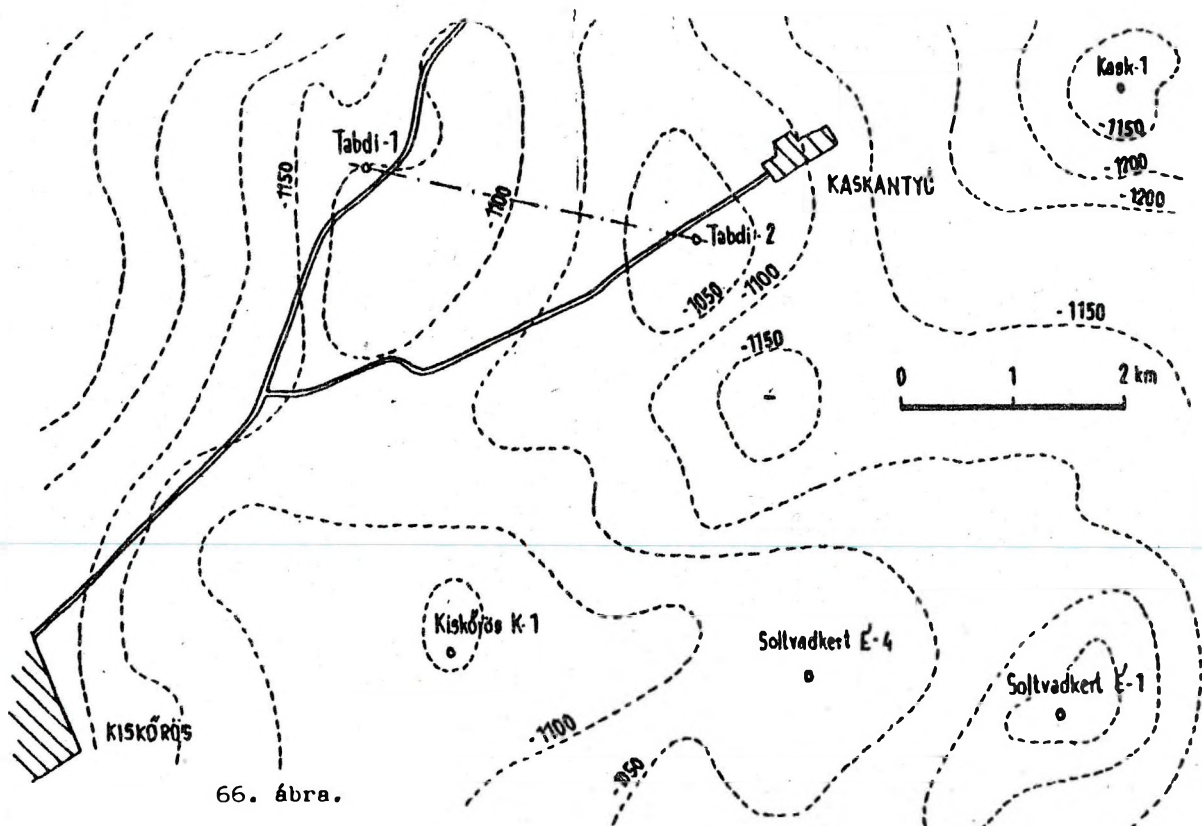 Kask-1
-1150
-1200
-1200
Tabdi-1
-1150
-1100
KASKANTYÚ
Tabdi-2
-1050
-1100
-1150
-1150
0 1 2 km
Kiskőrös K-1
Soltvadkert É-4
Soltvadkert É-1
-1100
-1050
KISKŐRÖS
66. ábra.